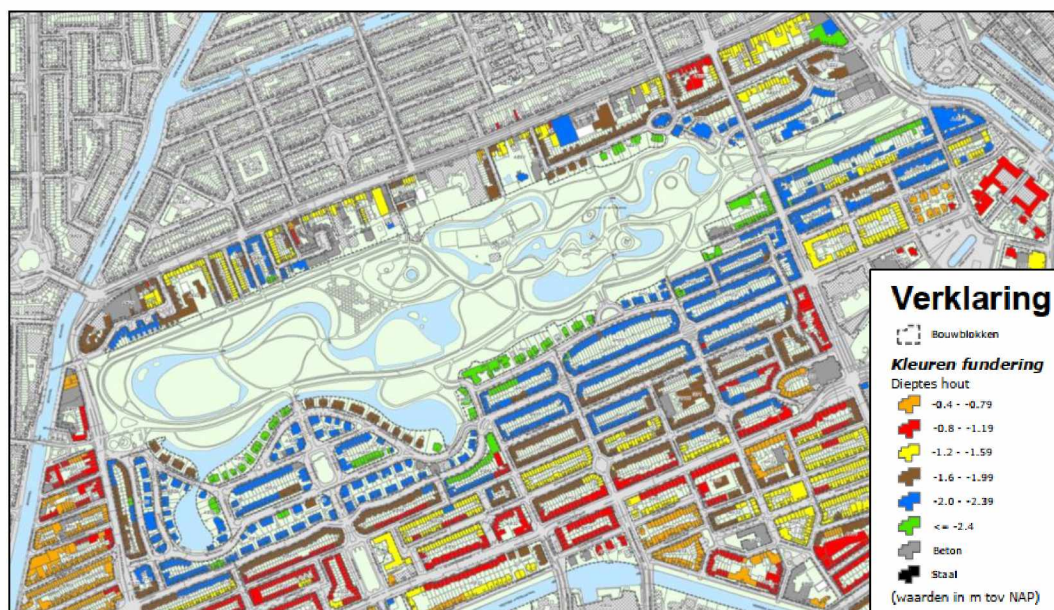 Verklaring
Bouwblokken
Kleuren fundering
Dieptes hout
-0.4 - -0.79
-0.8 - -1.19
-1.2 - -1.59
-1.6 - -1.99
-2.0 - -2.39
<= -2.4
Beton
Staal
(waarden in m tov NAP)